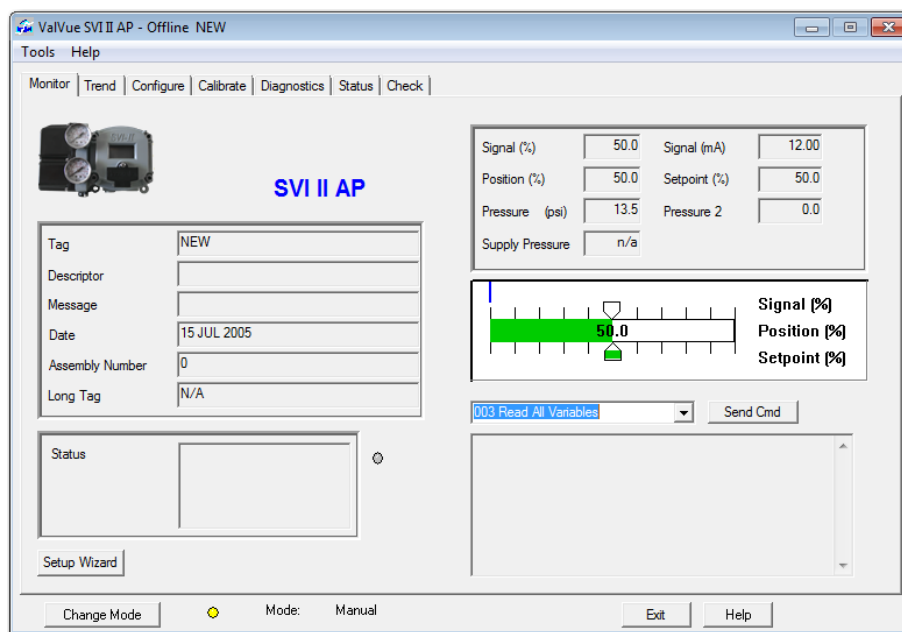 ValVue SVI II AP - Offline NEW
Tools Help
Monitor Trend Configure Calibrate Diagnostics Status Check
SVI-II
SVI II AP
Tag NEW
Descriptor
Message
Date 15 JUL 2005
Assembly Number 0
Long Tag N/A
Status
Setup Wizard
Signal (%) 50.0 Signal (mA) 12.00
Position (%) 50.0 Setpoint (%) 50.0
Pressure (psi) 13.5 Pressure 2 0.0
Supply Pressure n/a
Signal (%)
50.0 Position (%)
Setpoint (%)
003 Read All Variables Send Cmd
Change Mode Mode: Manual Exit Help